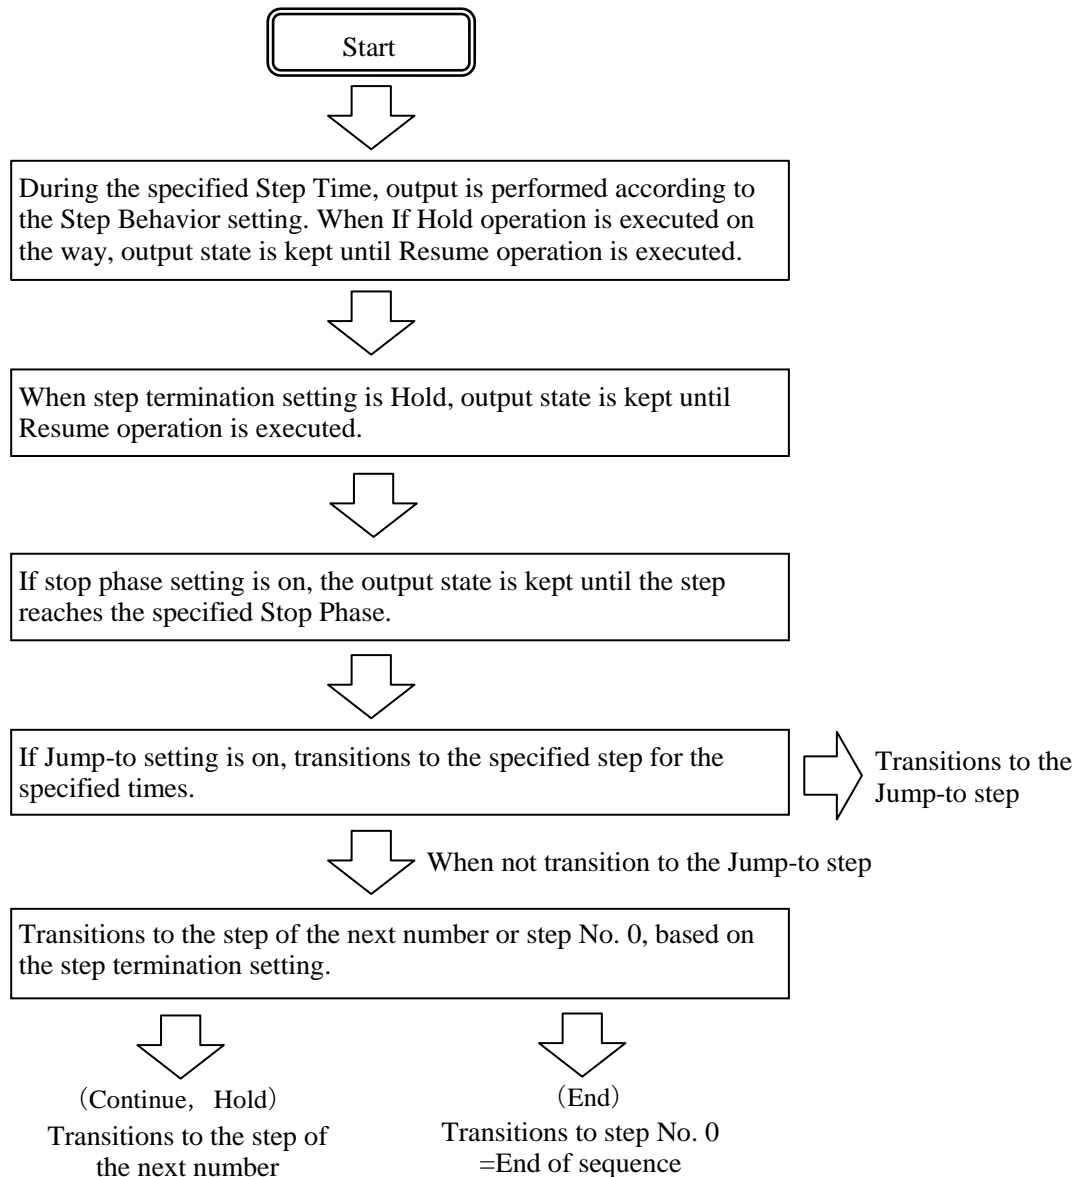 Start
During the specified Step Time, output is performed according to
the Step Behavior setting. When If Hold operation is executed on
the way, output state is kept until Resume operation is executed.
When step termination setting is Hold, output state is kept until
Resume operation is executed.
If stop phase setting is on, the output state is kept until the step
reaches the specified Stop Phase.
If Jump-to setting is on, transitions to the specified step for the
specified times.
Transitions to the
Jump-to step
When not transition to the Jump-to step
Transitions to the step of the next number or step No. 0, based on
the step termination setting.
（Continue, Hold）
Transitions to the step of
the next number
（End）
Transitions to step No. 0
=End of sequence